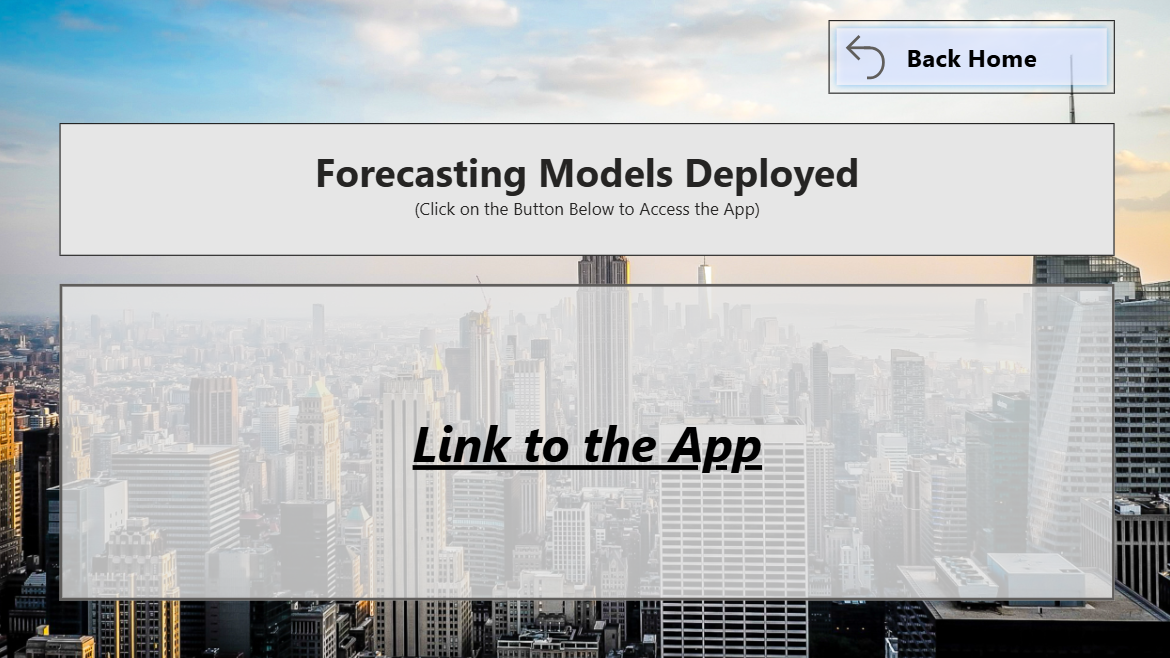 Back Home
Forecasting Models Deployed
(Click on the Button Below to Access the App)
Link to the App